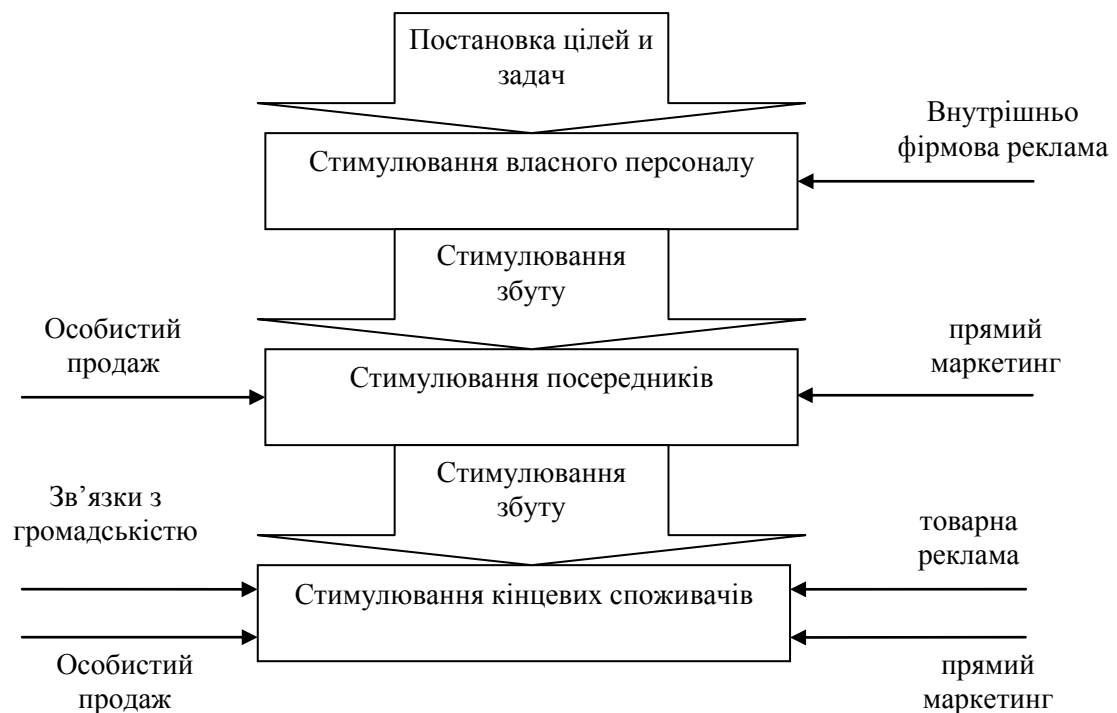 Постановка цілей и
задач
Внутрішньо
фірмова реклама
Стимулювання власного персоналу
Стимулювання
збуту
Особистий
продаж
прямий
маркетинг
Стимулювання посередників
Стимулювання
збуту
Зв’язки з
громадськістю
товарна
реклама
Стимулювання кінцевих споживачів
Особистий
продаж
прямий
маркетинг